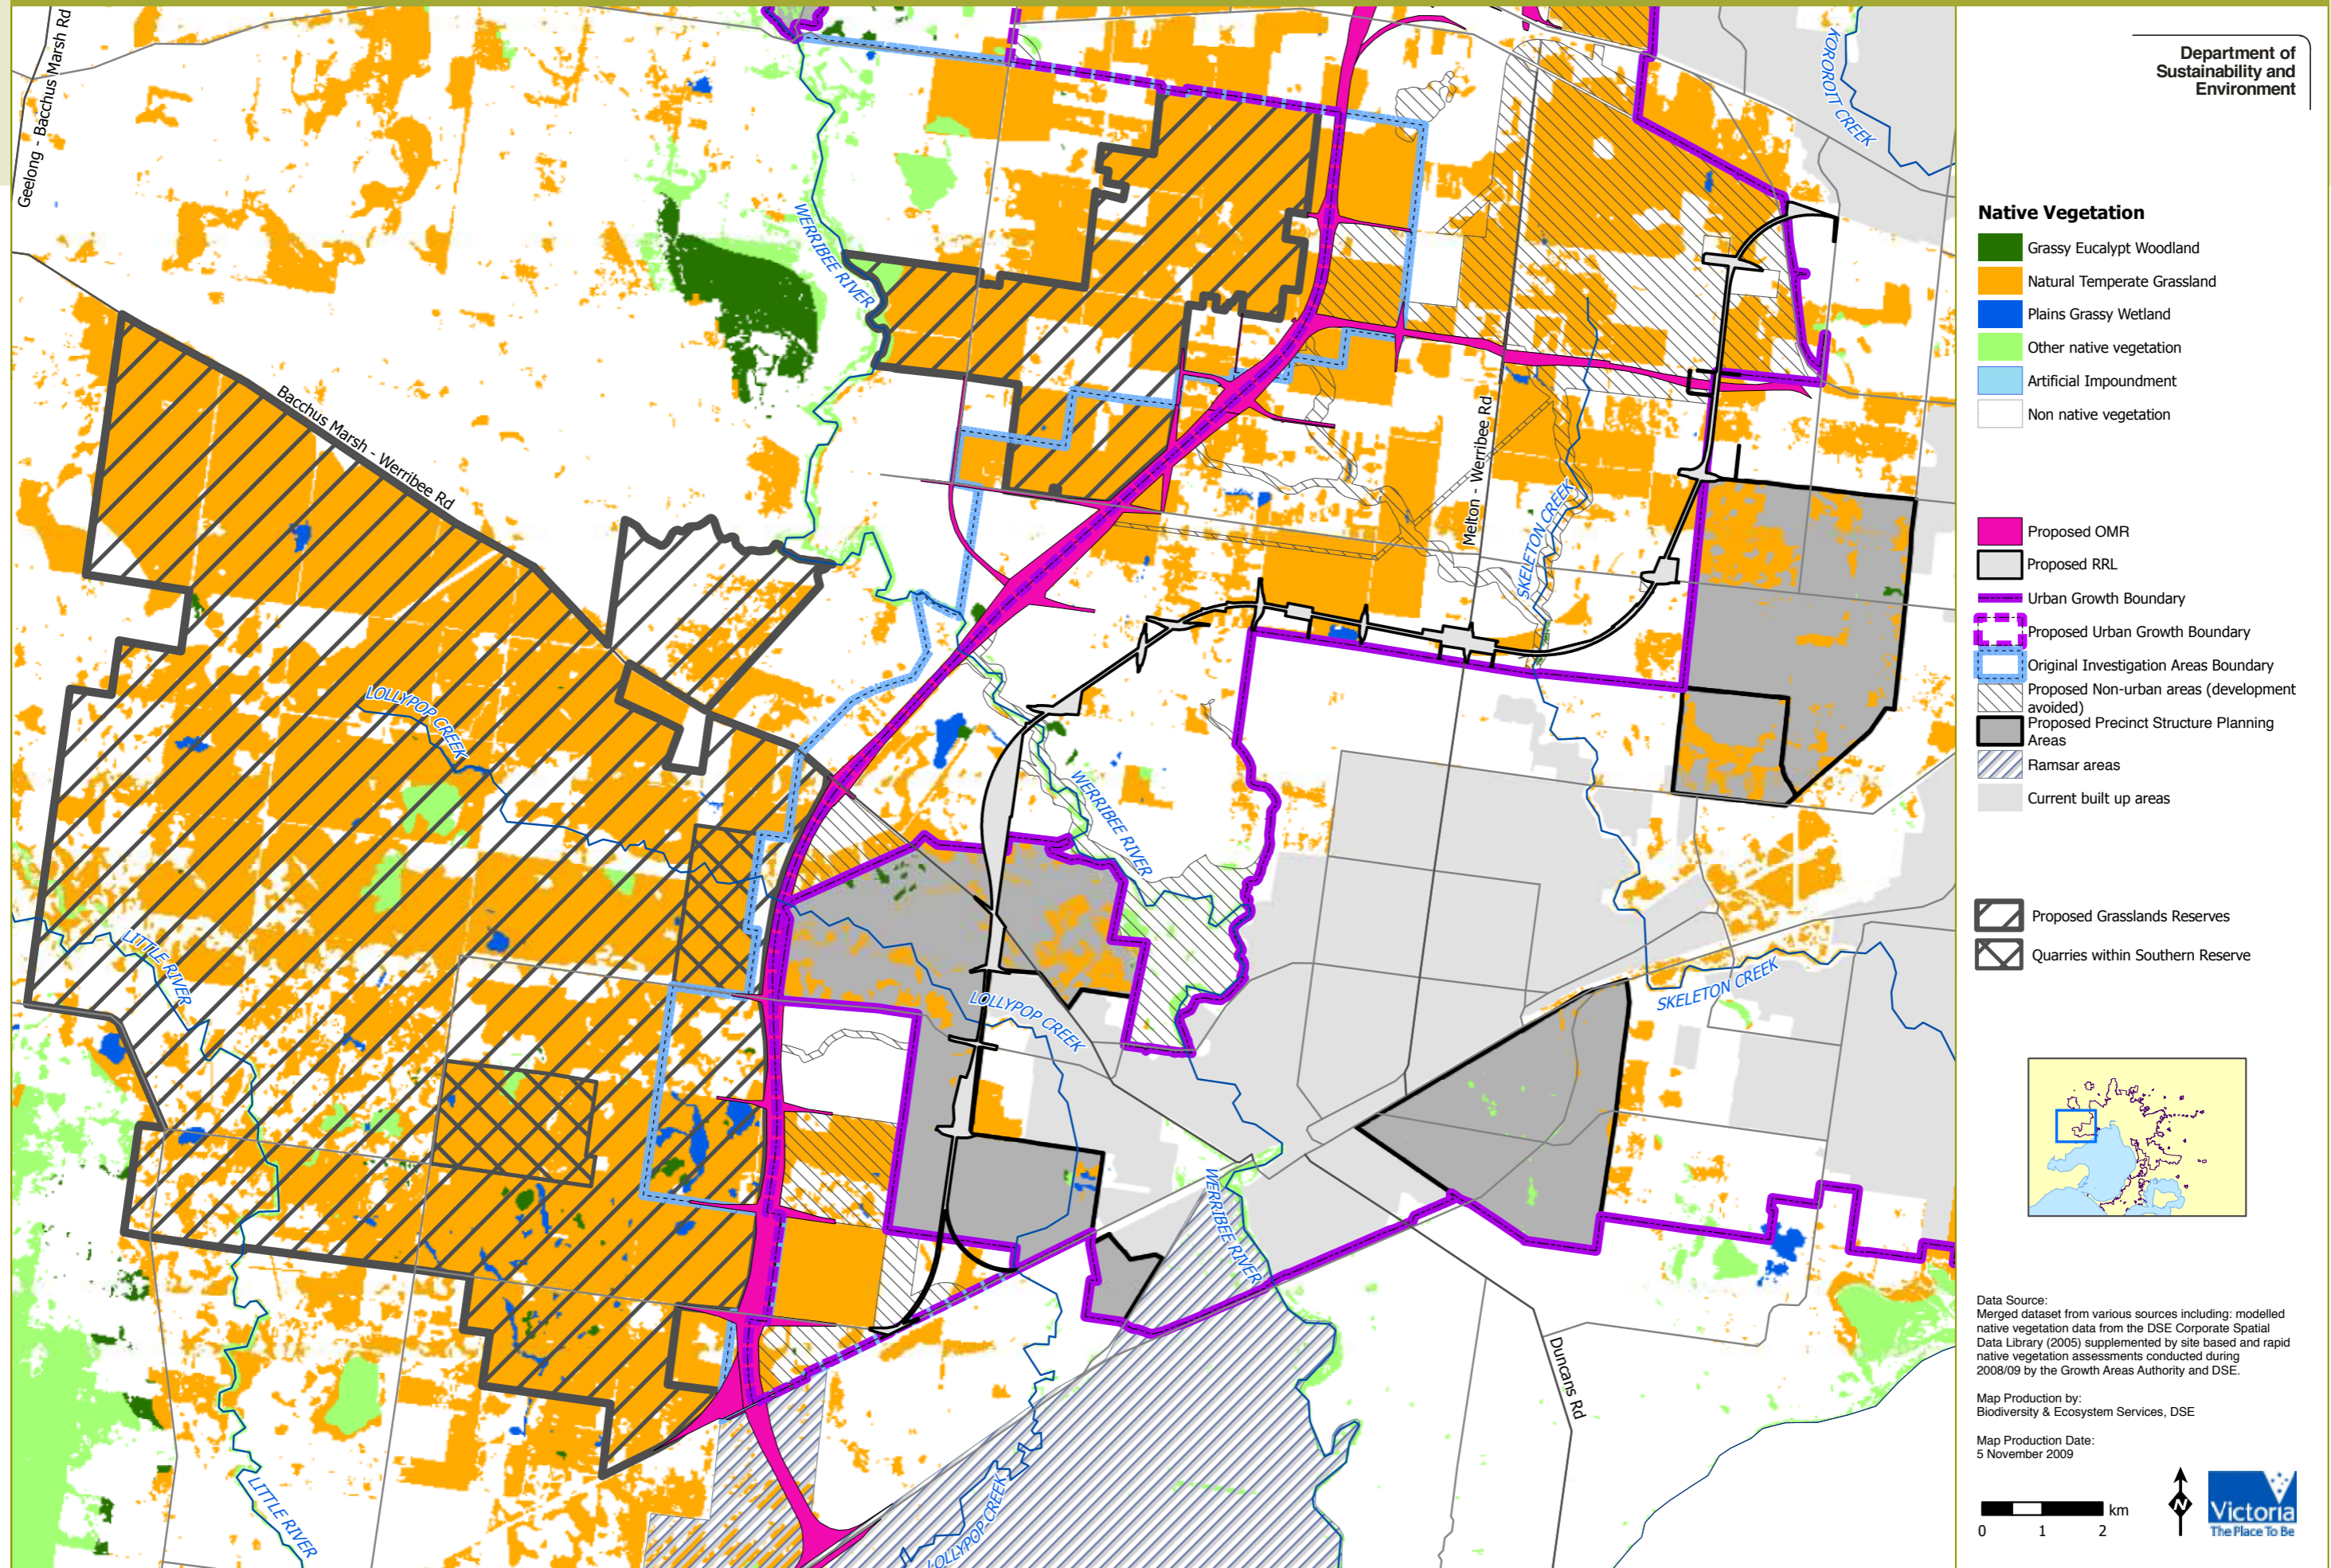 Geelong - Bacchus Marsh Rd
KOROROIT CREEK
WERRIBEE RIVER
Bacchus Marsh - Werribee Rd
Melton - Werribee Rd
SKELETON CREEK
LOLLYPOP CREEK
WERRIBEE RIVER
LITTLE RIVER
LOLLYPOP CREEK
SKELETON CREEK
WERRIBEE RIVER
Duncans Rd
LITTLE RIVER
LOLLYPOP CREEK
Department of
Sustainability and
Environment
Native Vegetation
Grassy Eucalypt Woodland
Natural Temperate Grassland
Plains Grassy Wetland
Other native vegetation
Artificial Impoundment
Non native vegetation
Proposed OMR
Proposed RRL
Urban Growth Boundary
Proposed Urban Growth Boundary
Original Investigation Areas Boundary
Proposed Non-urban areas (development
avoided)
Proposed Precinct Structure Planning
Areas
Ramsar areas
Current built up areas
Proposed Grasslands Reserves
Quarries within Southern Reserve
Data Source:
Merged dataset from various sources including: modelled
native vegetation data from the DSE Corporate Spatial
Data Library (2005) supplemented by site based and rapid
native vegetation assessments conducted during
2008/09 by the Growth Areas Authority and DSE.
Map Production by:
Biodiversity & Ecosystem Services, DSE
Map Production Date:
5 November 2009
km
0 1 2
N
Victoria
The Place To Be